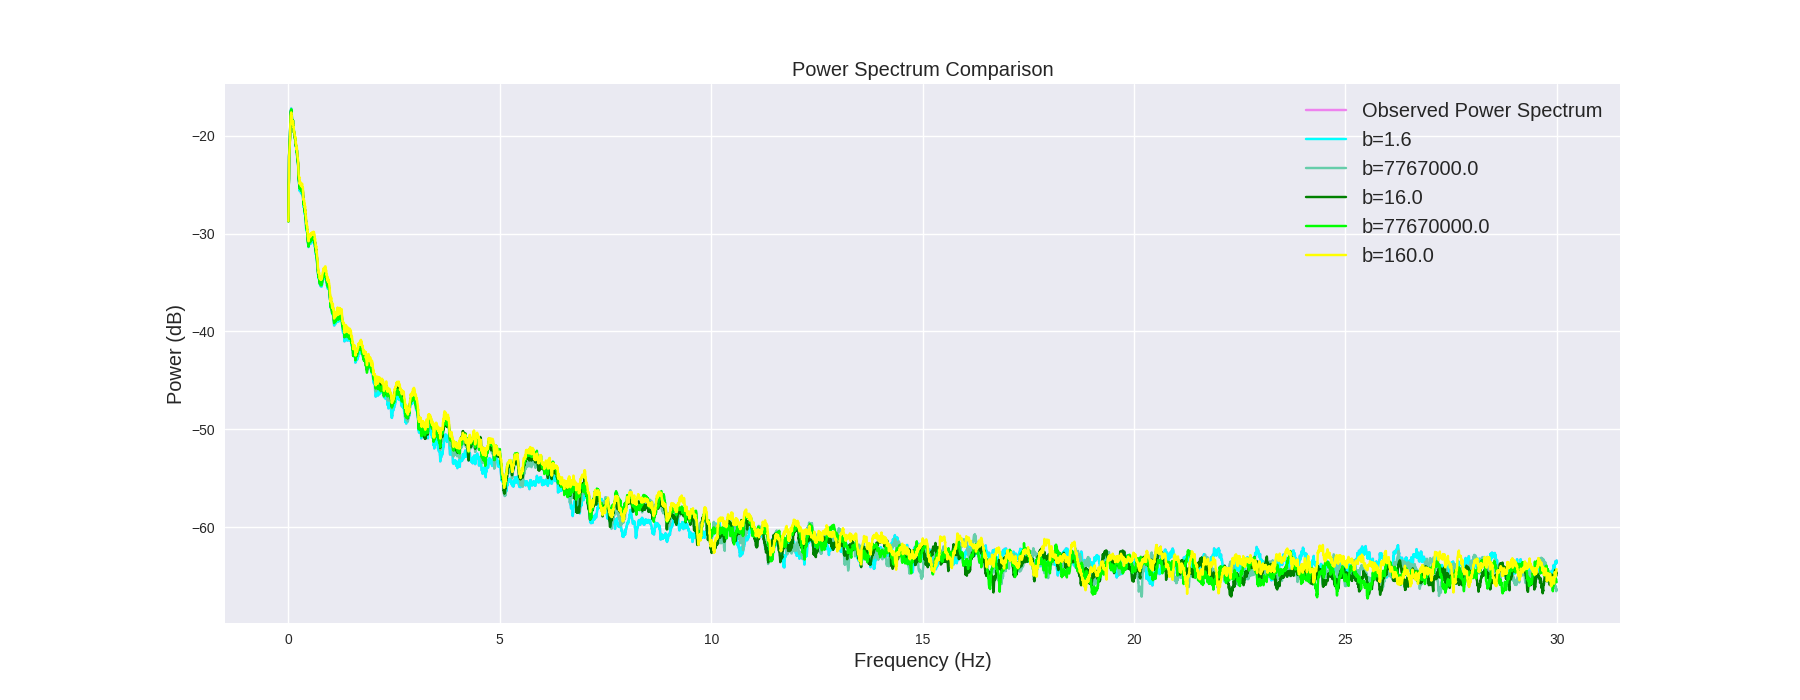 Power Spectrum Comparison
Observed Power Spectrum
b=1.6
b=7767000.0
b=16.0
b=77670000.0
b=160.0
−20
−30
−40
−50
−60
Power (dB)
0 5 10 15 20 25 30
Frequency (Hz)